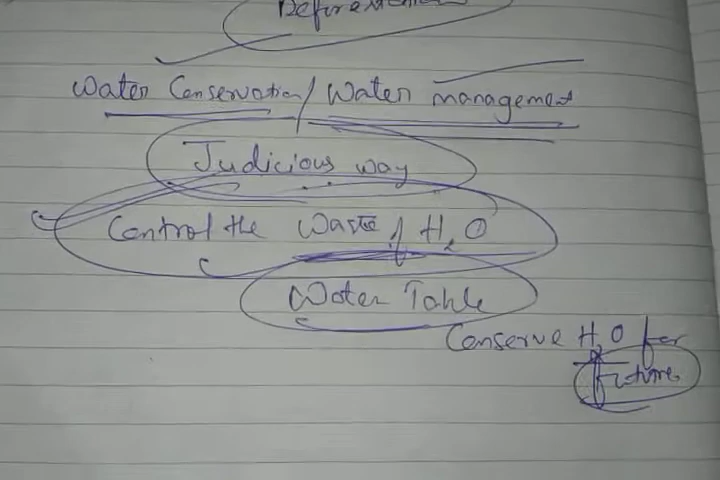 Water Conservation/Water management
Judicious way
Control the Waste of H2O
Water Table
Conserve H2O for
future